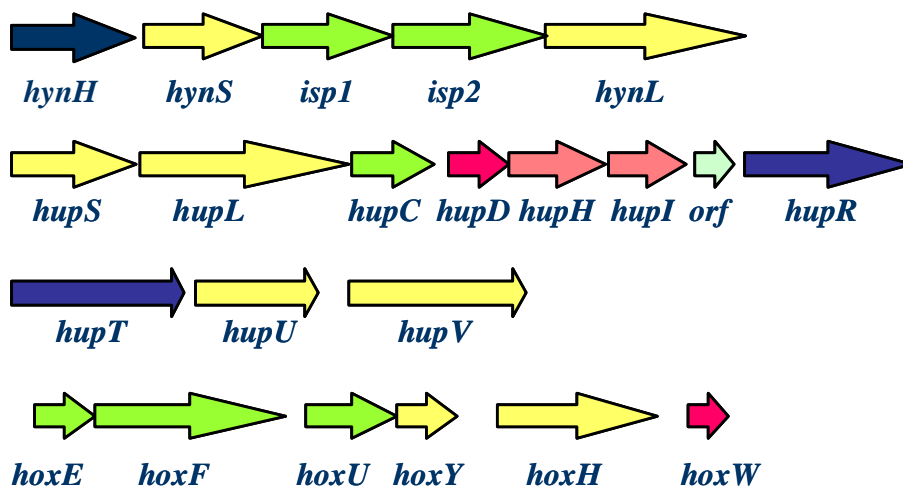 hynH hynS isp1 isp2 hynL
hupS hupL hupC hupD hupH hupI orf hupR
hupT hupU hupV
hoxE hoxF hoxU hoxY hoxH hoxW